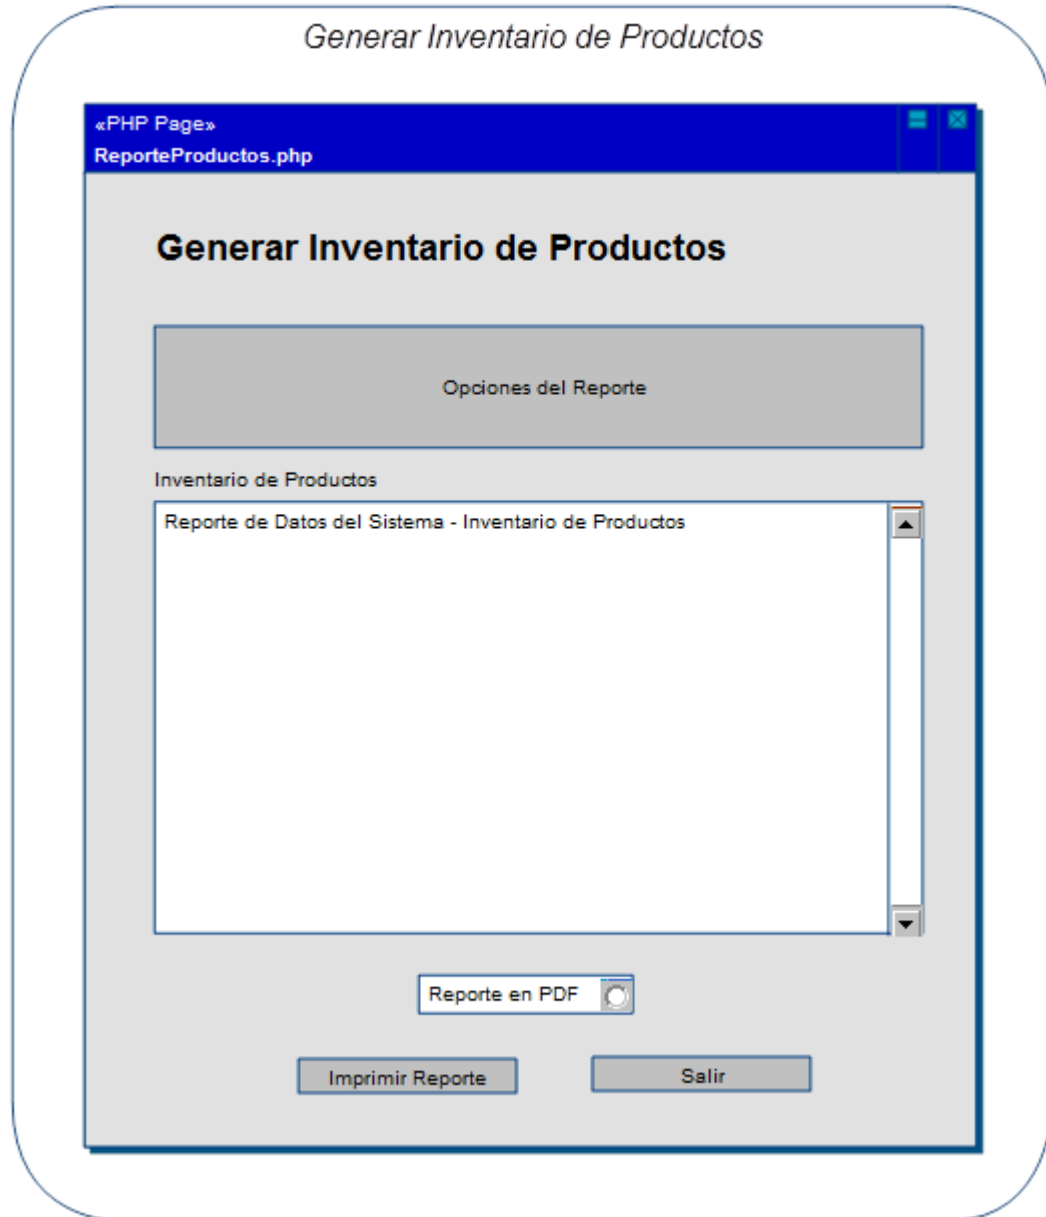 Generar Inventario de Productos
«PHP Page»
ReporteProductos.php
Generar Inventario de Productos
Opciones del Reporte
Inventario de Productos
Reporte de Datos del Sistema - Inventario de Productos
Reporte en PDF
Imprimir Reporte
Salir